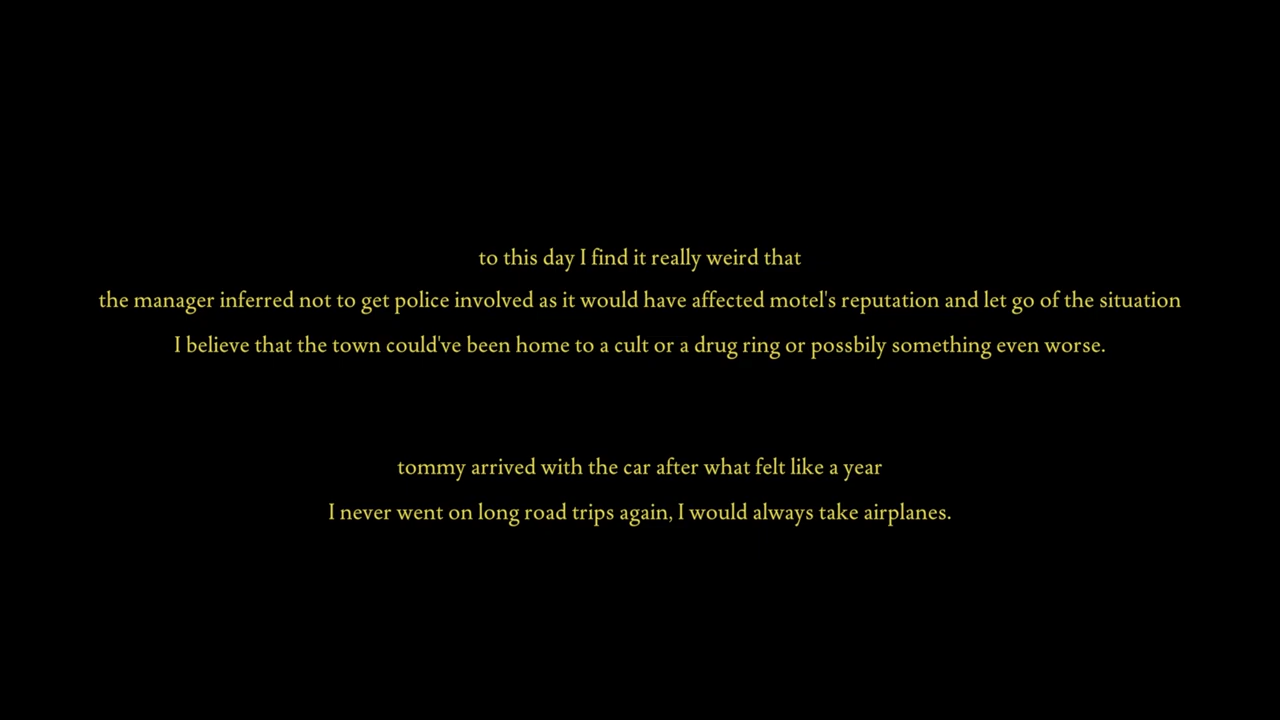 to this day I find it really weird that
the manager inferred not to get police involved as it would have affected motel's reputation and let go of the situation
I believe that the town could've been home to a cult or a drug ring or possbily something even worse.
tommy arrived with the car after what felt like a year
I never went on long road trips again, I would always take airplanes.